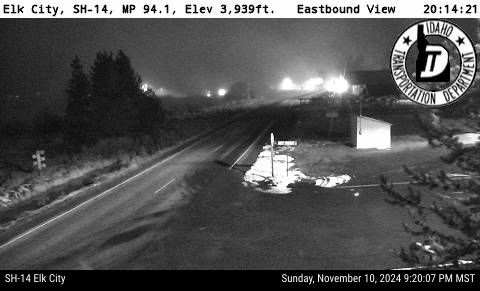 Elk City, SH-14, MP 94.1, Elev 3,939ft. Eastbound View 20:14:21
IDAHO
TRANSPORTATION DEPARTMENT
SH-14 Elk City Sunday, November 10, 2024 9:20:07 PM MST